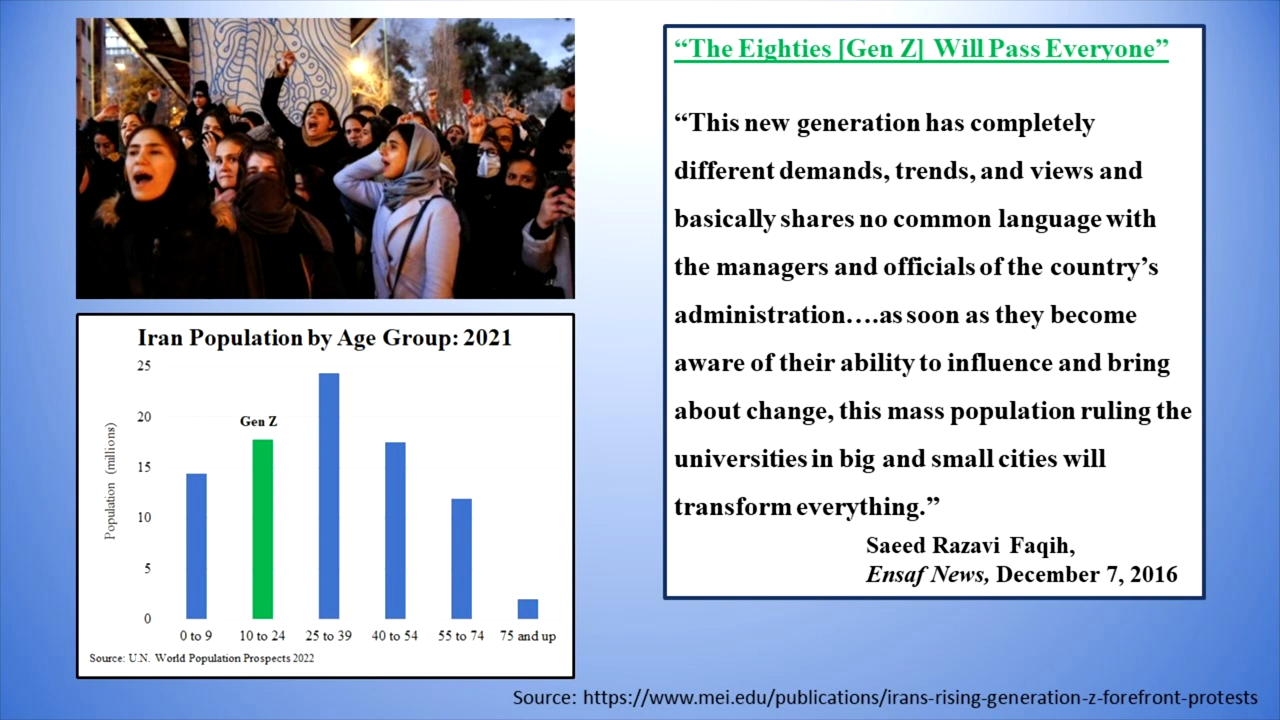 “The Eighties [Gen Z] Will Pass Everyone”
“This new generation has completely
different demands, trends, and views and
basically shares no common language with
the managers and officials of the country’s
administration….as soon as they become
aware of their ability to influence and bring
about change, this mass population ruling the
universities in big and small cities will
transform everything.”
Saeed Razavi Faqih,
Ensaf News, December 7, 2016
Iran Population by Age Group: 2021
Population (millions)
25
20
15
10
5
0
Gen Z
0 to 9 10 to 24 25 to 39 40 to 54 55 to 74 75 and up
Source: U.N. World Population Prospects 2022
Source: https://www.mei.edu/publications/irans-rising-generation-z-forefront-protests